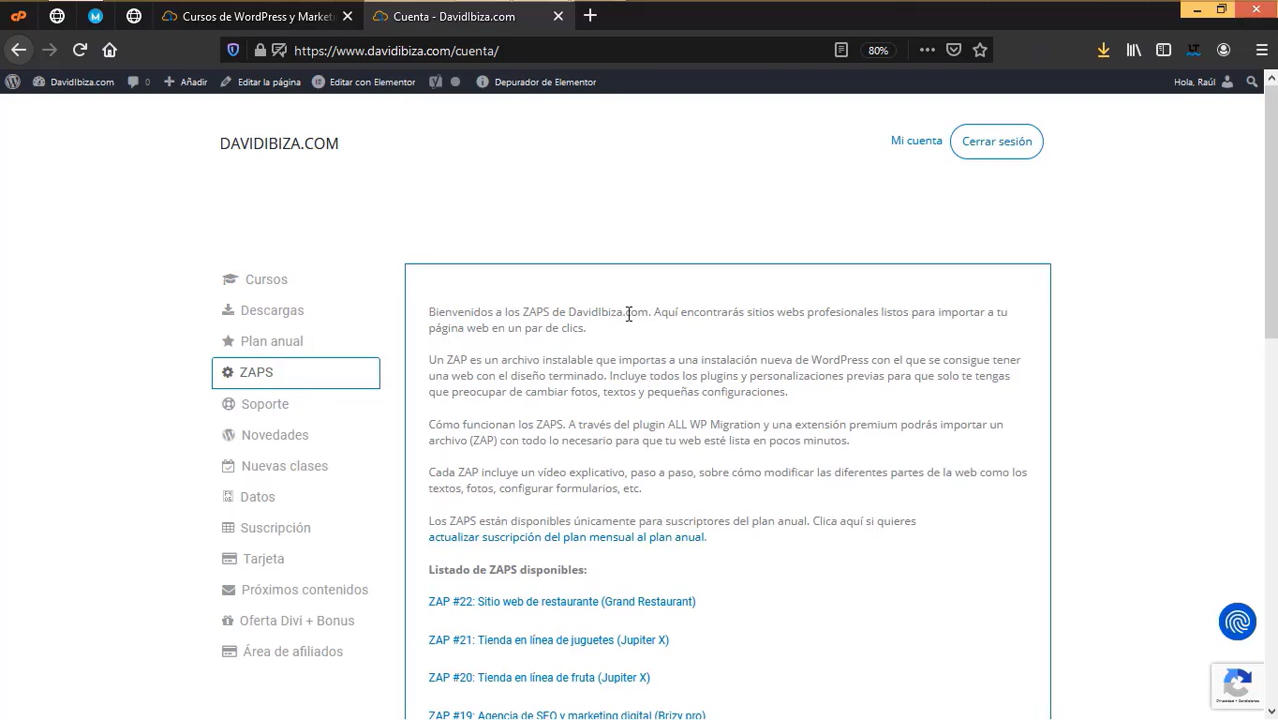 Cursos de WordPress y Market
Cuenta - DavidIbiza.com
https://www.davidibiza.com/cuenta/
80%
DavidIbiza.com
0
Añadir
Editar la página
Editar con Elementor
Depurador de Elementor
Hola, Raúl
DAVIDIBIZA.COM
Mi cuenta
Cerrar sesión
Cursos
Descargas
Plan anual
ZAPS
Soporte
Novedades
Nuevas clases
Datos
Suscripción
Tarjeta
Próximos contenidos
Oferta Divi + Bonus
Área de afiliados
Bienvenidos a los ZAPS de DavidIbiza.com. Aquí encontrarás sitios webs profesionales listos para importar a tu
página web en un par de clics.
Un ZAP es un archivo instalable que importas a una instalación nueva de WordPress con el que se consigue tener
una web con el diseño terminado. Incluye todos los plugins y personalizaciones previas para que solo te tengas
que preocupar de cambiar fotos, textos y pequeñas configuraciones.
Cómo funcionan los ZAPS. A través del plugin ALL WP Migration y una extensión premium podrás importar un
archivo (ZAP) con todo lo necesario para que tu web esté lista en pocos minutos.
Cada ZAP incluye un vídeo explicativo, paso a paso, sobre cómo modificar las diferentes partes de la web como los
textos, fotos, configurar formularios, etc.
Los ZAPS están disponibles únicamente para suscriptores del plan anual. Clica aquí si quieres
actualizar suscripción del plan mensual al plan anual.
Listado de ZAPS disponibles:
ZAP #22: Sitio web de restaurante (Grand Restaurant)
ZAP #21: Tienda en línea de juguetes (Jupiter X)
ZAP #20: Tienda en línea de fruta (Jupiter X)
ZAP #19: Agencia de SEO y marketing digital (Brizy pro)